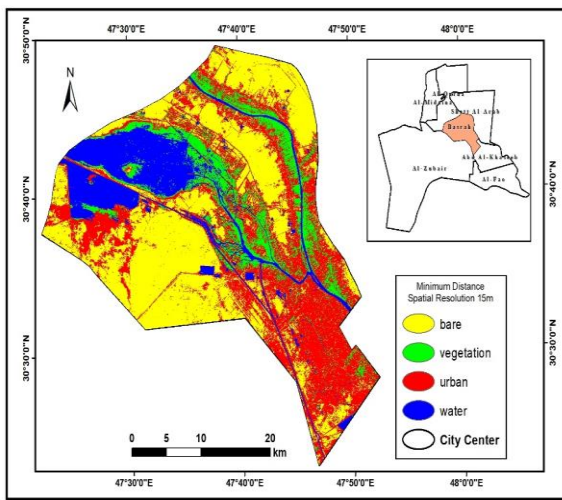 47°30'0"E 47°40'0"E 47°50'0"E 48°0'0"E
30°50'0"N
30°40'0"N
30°30'0"N
N
Al-Qurna
Al-Midaina
Shatt Al-Arab
Basrah
Abu Al-Khaseeb
Al-Zubair
Al-Fao
30°40'0"N
30°30'0"N
Minimum Distance
Spatial Resolution 15m
bare
vegetation
urban
water
City Center
0 5 10 20
km
47°30'0"E 47°40'0"E 47°50'0"E 48°0'0"E